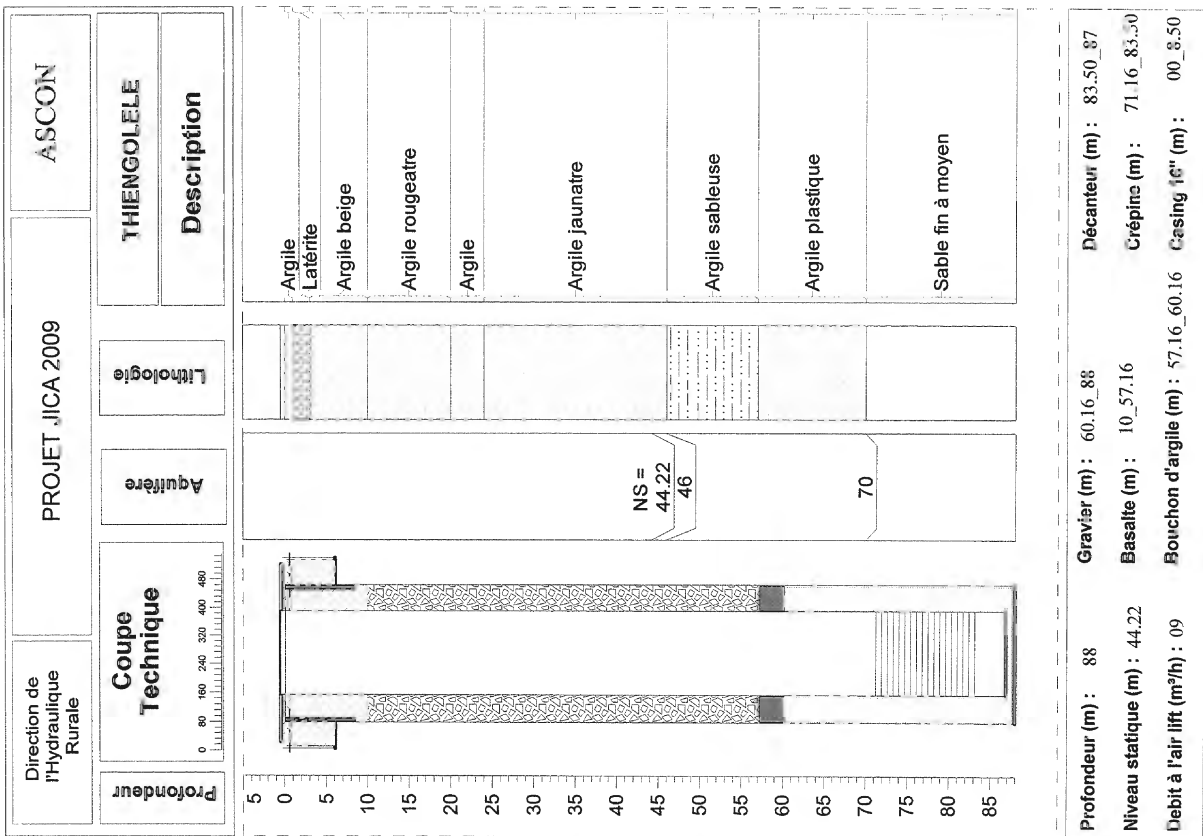 Direction de
l'Hydraulique
Rurale
PROJET JICA 2009
ASCON
Profondeur
Coupe
Technique
0 80 160 240 320 400 480
Aquifère
Lithologie
THIENGOLELE
Description
5
0
5
10
15
20
25
30
35
40
45
50
55
60
65
70
75
80
85
NS =
44.22
46
70
Argile
Latérite
Argile beige
Argile rougeatre
Argile
Argile jaunatre
Argile sableuse
Argile plastique
Sable fin à moyen
Profondeur (m) : 88 Gravier (m) : 60.16_88 Décanteur (m) : 83.50_87
Niveau statique (m) : 44.22 Basalte (m) : 10_57.16 Crépine (m) : 71.16_83.50
Debit à l'air lift (m³/h) : 09 Bouchon d'argile (m) : 57.16_60.16 Casing 16" (m) : 00_8.50